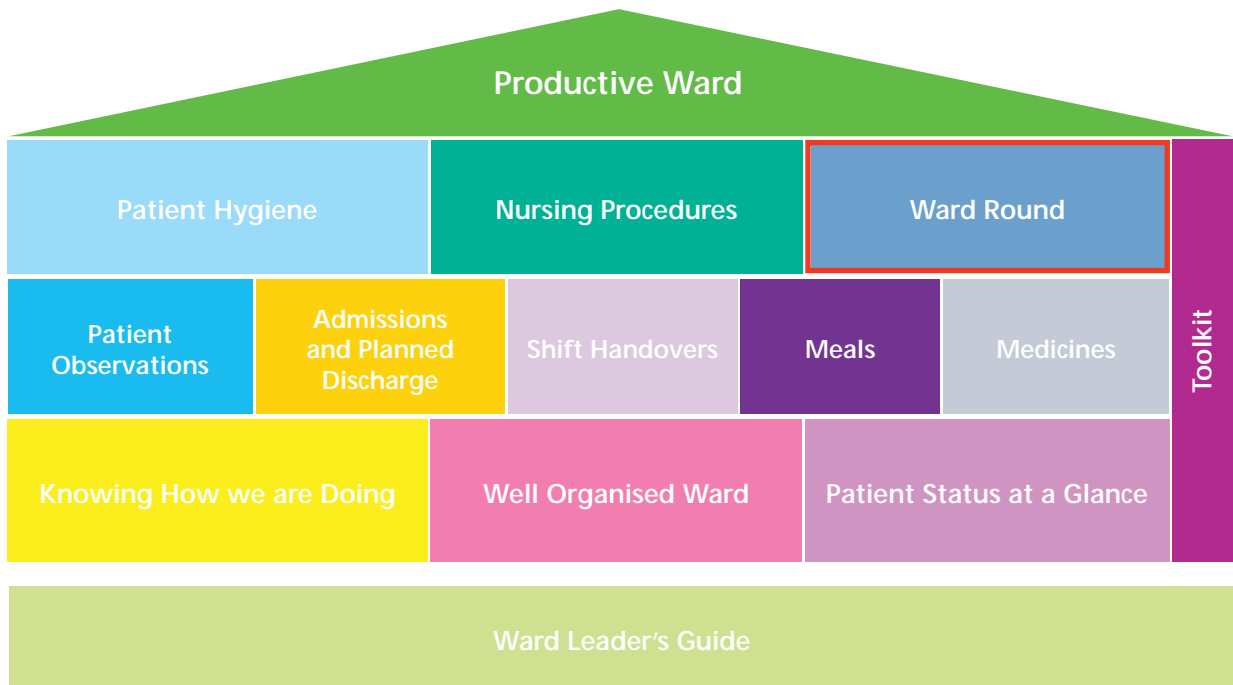 Productive Ward
Patient Hygiene
Nursing Procedures
Ward Round
Patient
Observations
Admissions
and Planned
Discharge
Shift Handovers
Meals
Medicines
Toolkit
Knowing How we are Doing
Well Organised Ward
Patient Status at a Glance
Ward Leader’s Guide